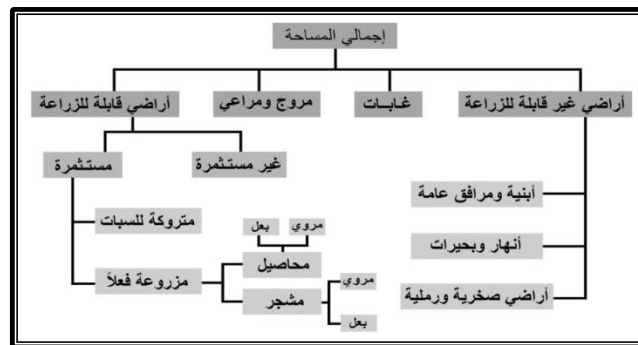 إجمالي المساحة
أراضي غير قابلة للزراعة
غابات
مروج ومراعي
أراضي قابلة للزراعة
غير مستثمرة
مستثمرة
أبنية ومرافق عامة
أنهار وبحيرات
أراضي صخرية ورملية
متروكة للسبات
مزروعة فعلاً
مروي
بعل
محاصيل
مشجر
مروي
بعل